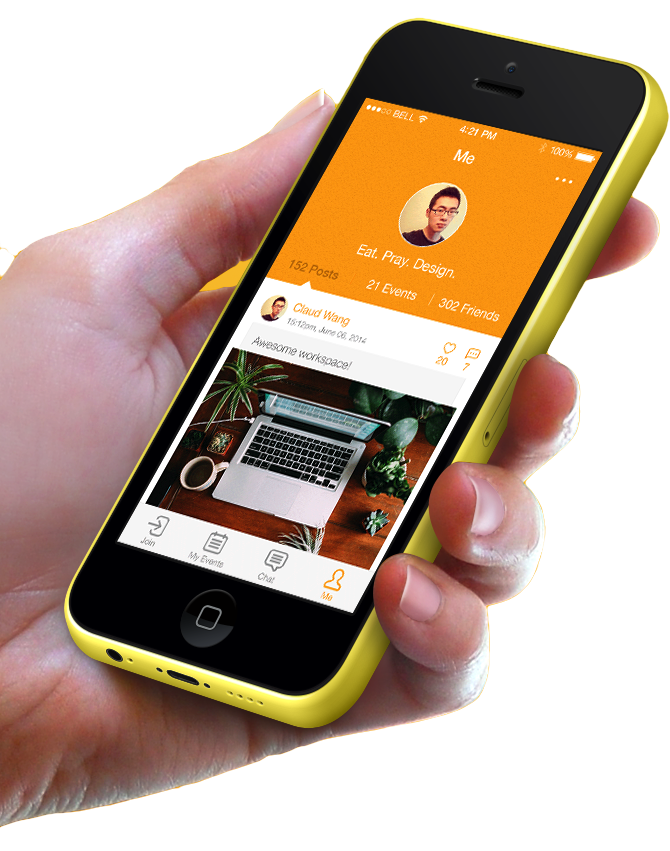 BELL 4:21 PM 100%
Me
Eat. Pray. Design.
152 Posts 21 Events 302 Friends
Claud Wang
15:12pm, June 06, 2014
20 7
Awesome workspace!
Join My Events Chat Me